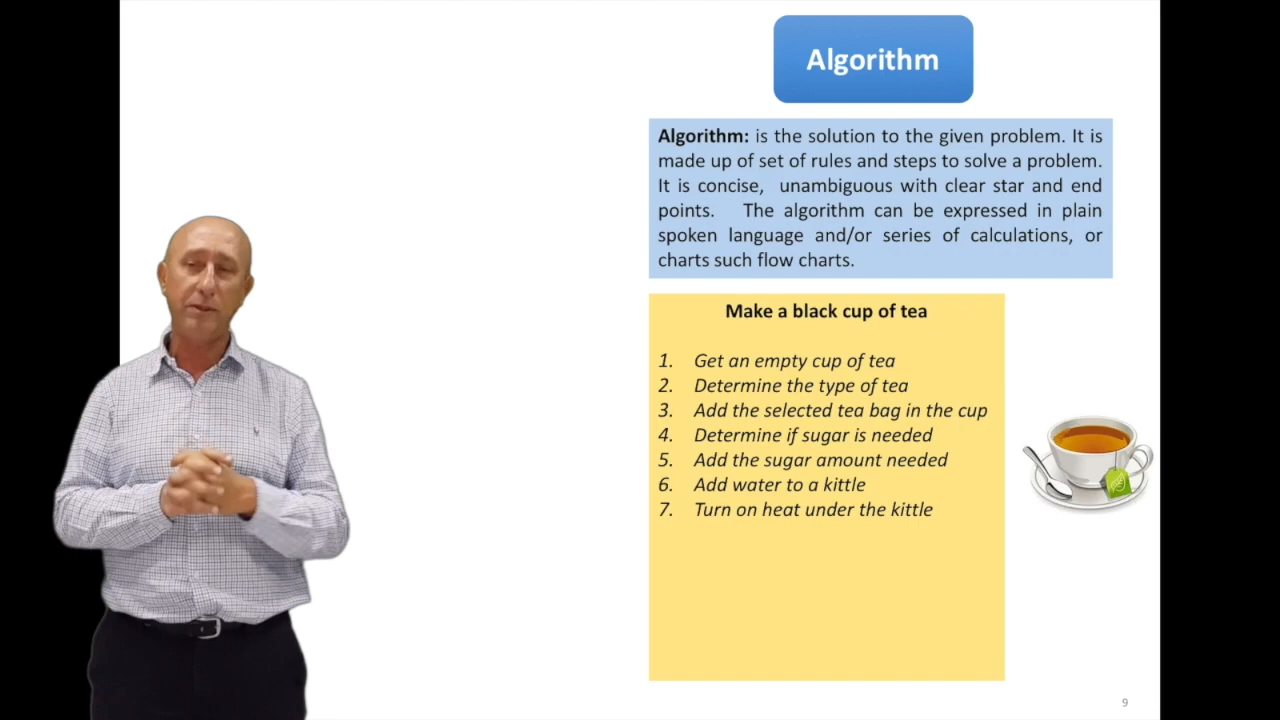 Algorithm
Algorithm: is the solution to the given problem. It is
made up of set of rules and steps to solve a problem.
It is concise, unambiguous with clear star and end
points. The algorithm can be expressed in plain
spoken language and/or series of calculations, or
charts such flow charts.
Make a black cup of tea
1. Get an empty cup of tea
2. Determine the type of tea
3. Add the selected tea bag in the cup
4. Determine if sugar is needed
5. Add the sugar amount needed
6. Add water to a kittle
7. Turn on heat under the kittle
9